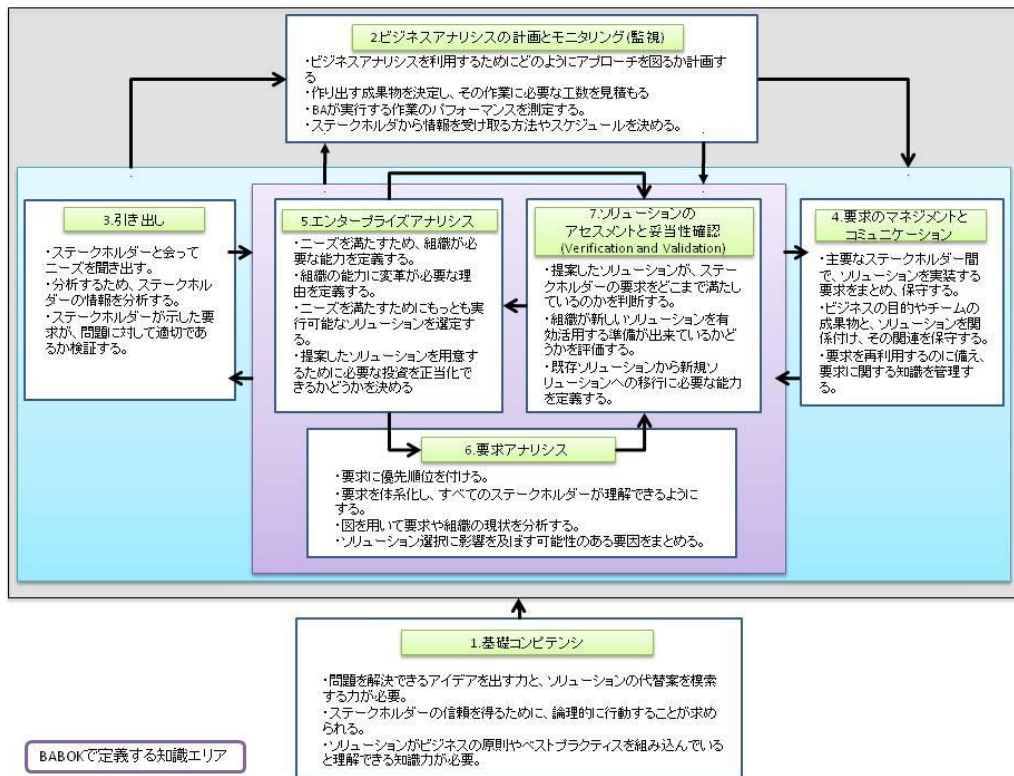 2.ビジネスアナリシスの計画とモニタリング(監視)
・ビジネスアナリシスを利用するためにどのようにアプローチを図るか計画す
る
・作り出す成果物を決定し、その作業に必要な工数を見積もる
・BAが実行する作業のパフォーマンスを測定する。
・ステークホルダから情報を受け取る方法やスケジュールを決める。
3.引き出し
・ステークホルダーと会って
ニーズを聞き出す。
・分析するため、ステークホル
ダーの情報を分析する。
・ステークホルダーが示した要
求が、問題に対して適切であ
るか検証する。
5.エンタープライズアナリシス
・ニーズを満たすため、組織が必
要な能力を定義する。
・組織の能力に変革が必要な理
由を定義する。
・ニーズを満たすためにもっとも実
行可能なソリューションを選定す
る。
・提案したソリューションを用意す
るために必要な投資を正当化で
きるかどうかを決める
7.ソリューションの
アセスメントと妥当性確認
(Verification and Validation)
・提案したソリューションが、ステ
ークホルダーの要求をどこまで満た
しているのかを判断する。
・組織が新しいソリューションを有
効活用する準備が出来ているかど
うかを評価する。
・既存ソリューションから新規ソ
リューションへの移行に必要な能力
を定義する。
4.要求のマネジメントと
コミュニケーション
・主要なステークホルダー間
で、ソリューションを実装する
要求をまとめ、保守する。
・ビジネスの目的やチームの
成果物と、ソリューションを関
係付け、その関連を保守する。
・要求を再利用するのに備え、
要求に関する知識を管理す
る。
6.要求アナリシス
・要求に優先順位を付ける。
・要求を体系化し、すべてのステークホルダーが理解できるように
する。
・図を用いて要求や組織の現状を分析する。
・ソリューション選択に影響を及ぼす可能性のある要因をまとめる。
1.基礎コンピテンシ
・問題を解決できるアイデアを出す力と、ソリューションの代替案を模索
する力が必要。
・ステークホルダーの信頼を得るために、論理的に行動することが求め
られる。
・ソリューションがビジネスの原則やベストプラクティスを組み込んでいる
と理解できる知識力が必要。
BABOKで定義する知識エリア